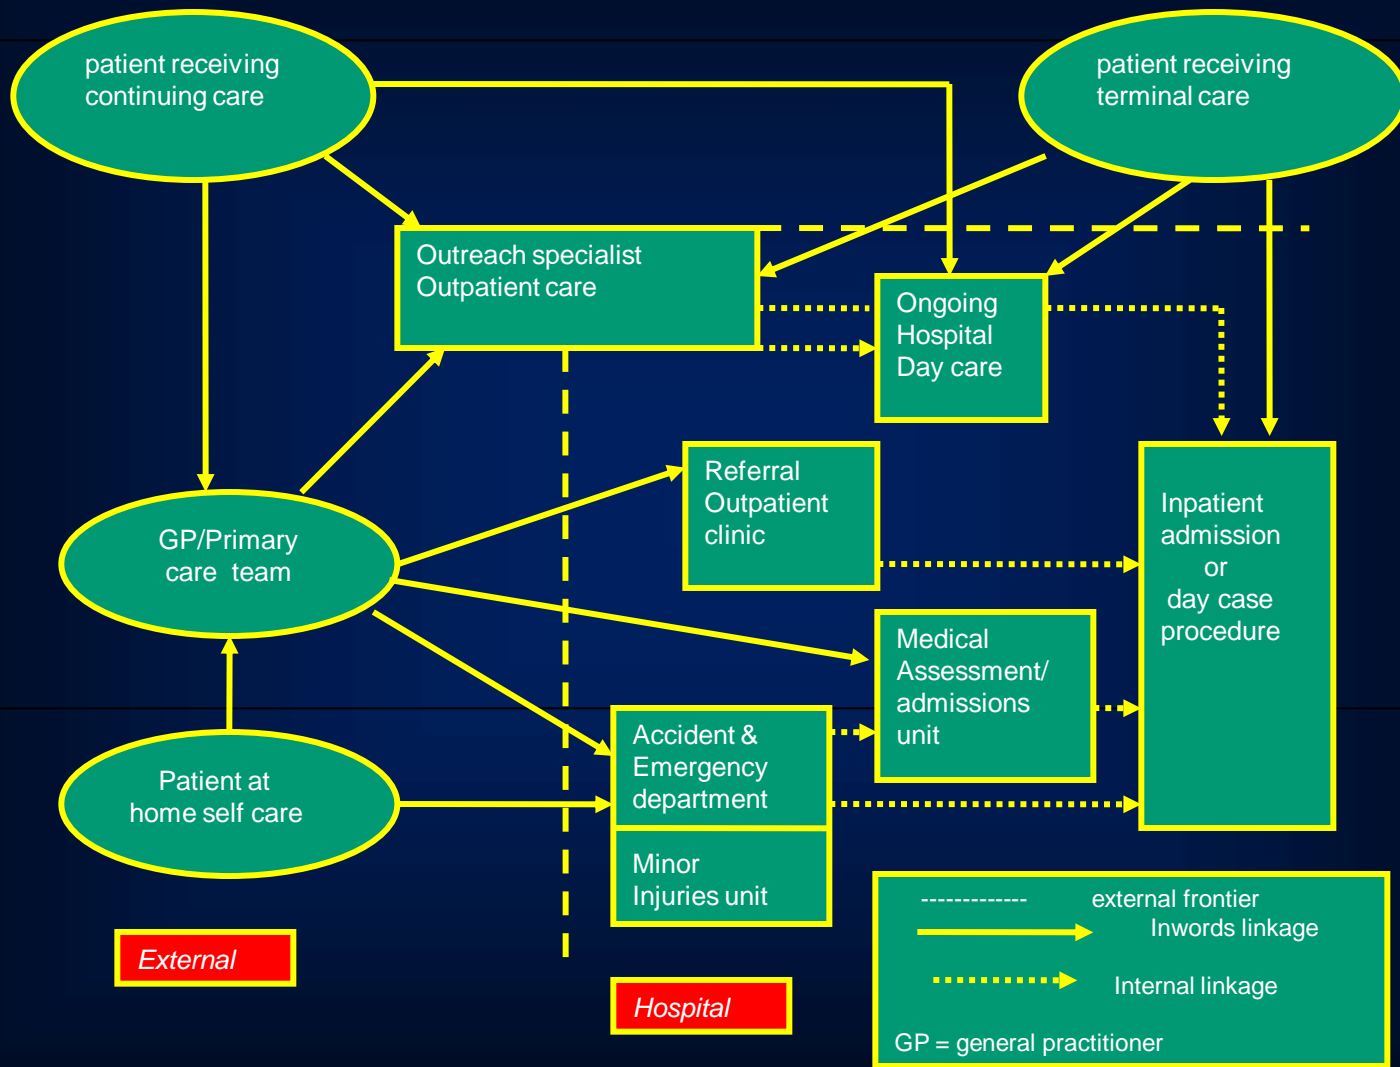 patient receiving
continuing care
patient receiving
terminal care
Outreach specialist
Outpatient care
Ongoing
Hospital
Day care
Referral
Outpatient
clinic
Inpatient
admission
or
day case
procedure
GP/Primary
care team
Medical
Assessment/
admissions
unit
Accident &
Emergency
department
Patient at
home self care
Minor
Injuries unit
External
Hospital
------------- external frontier
Inwords linkage
Internal linkage
GP = general practitioner